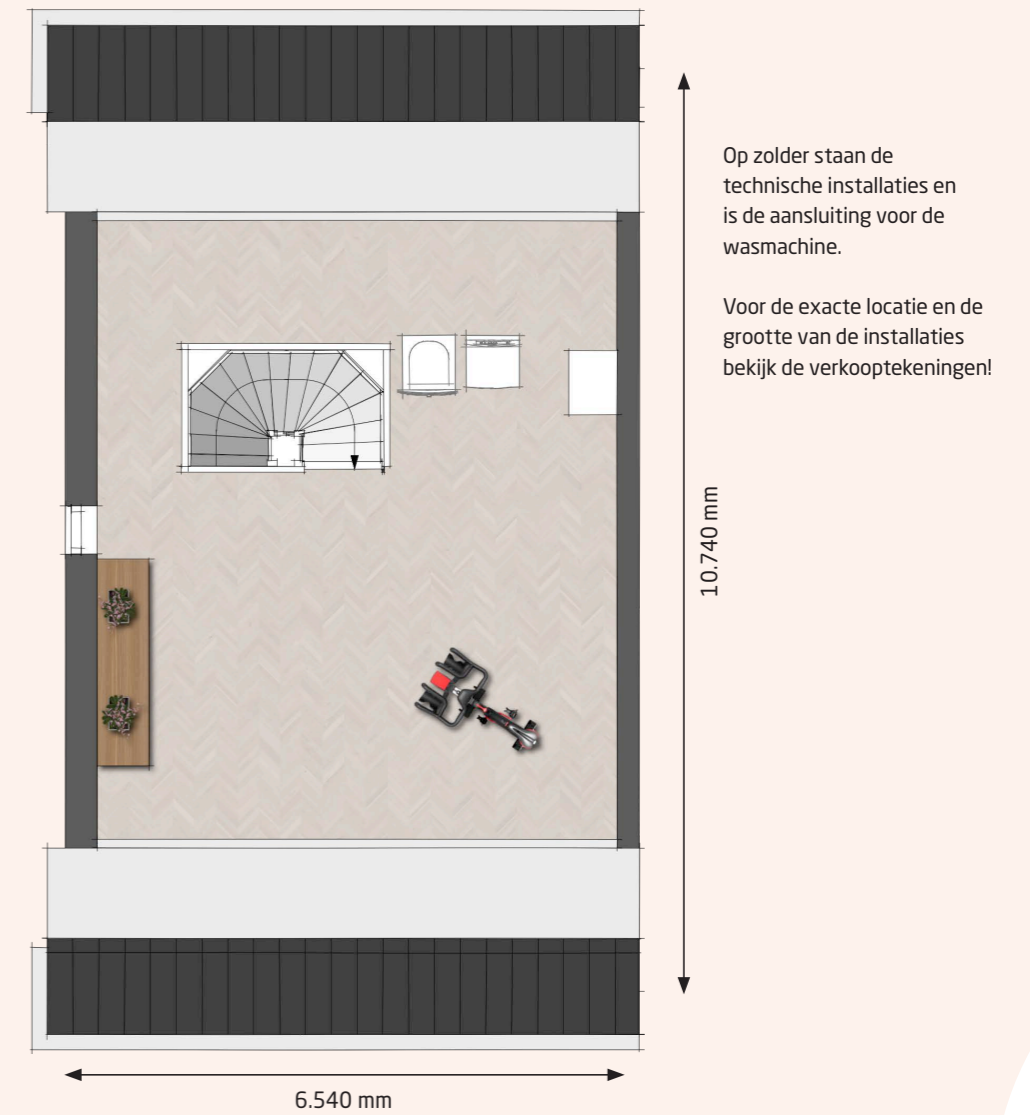 Op zolder staan de
technische installaties en
is de aansluiting voor de
wasmachine.
Voor de exacte locatie en de
grootte van de installaties
bekijk de verkooptekeningen!
10.740 mm
6.540 mm